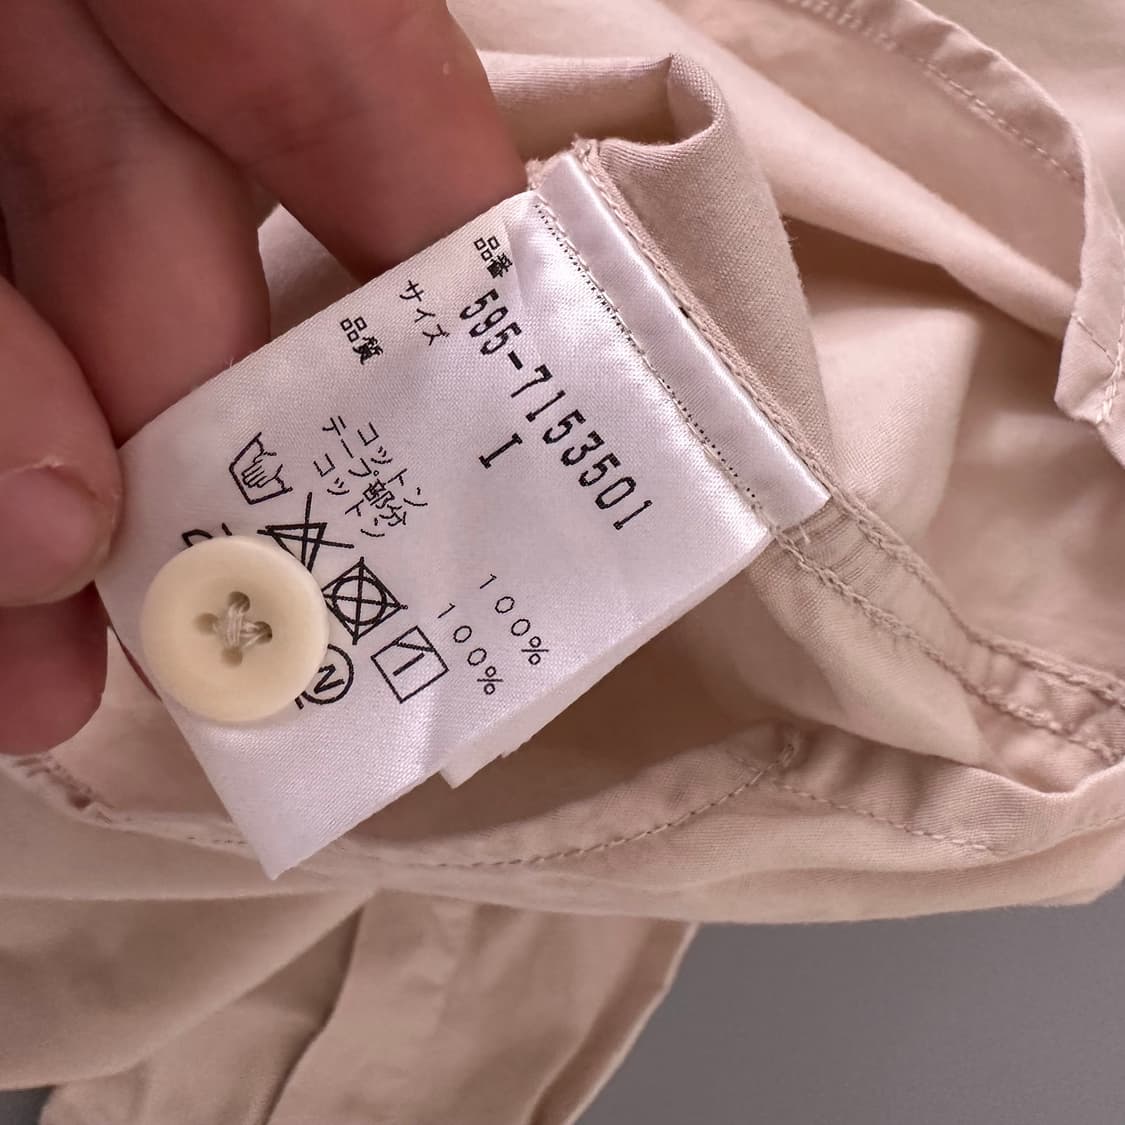 品番 595-7153501
サイズ I
品質
コットン 100%
テープ部分
コットン 100%